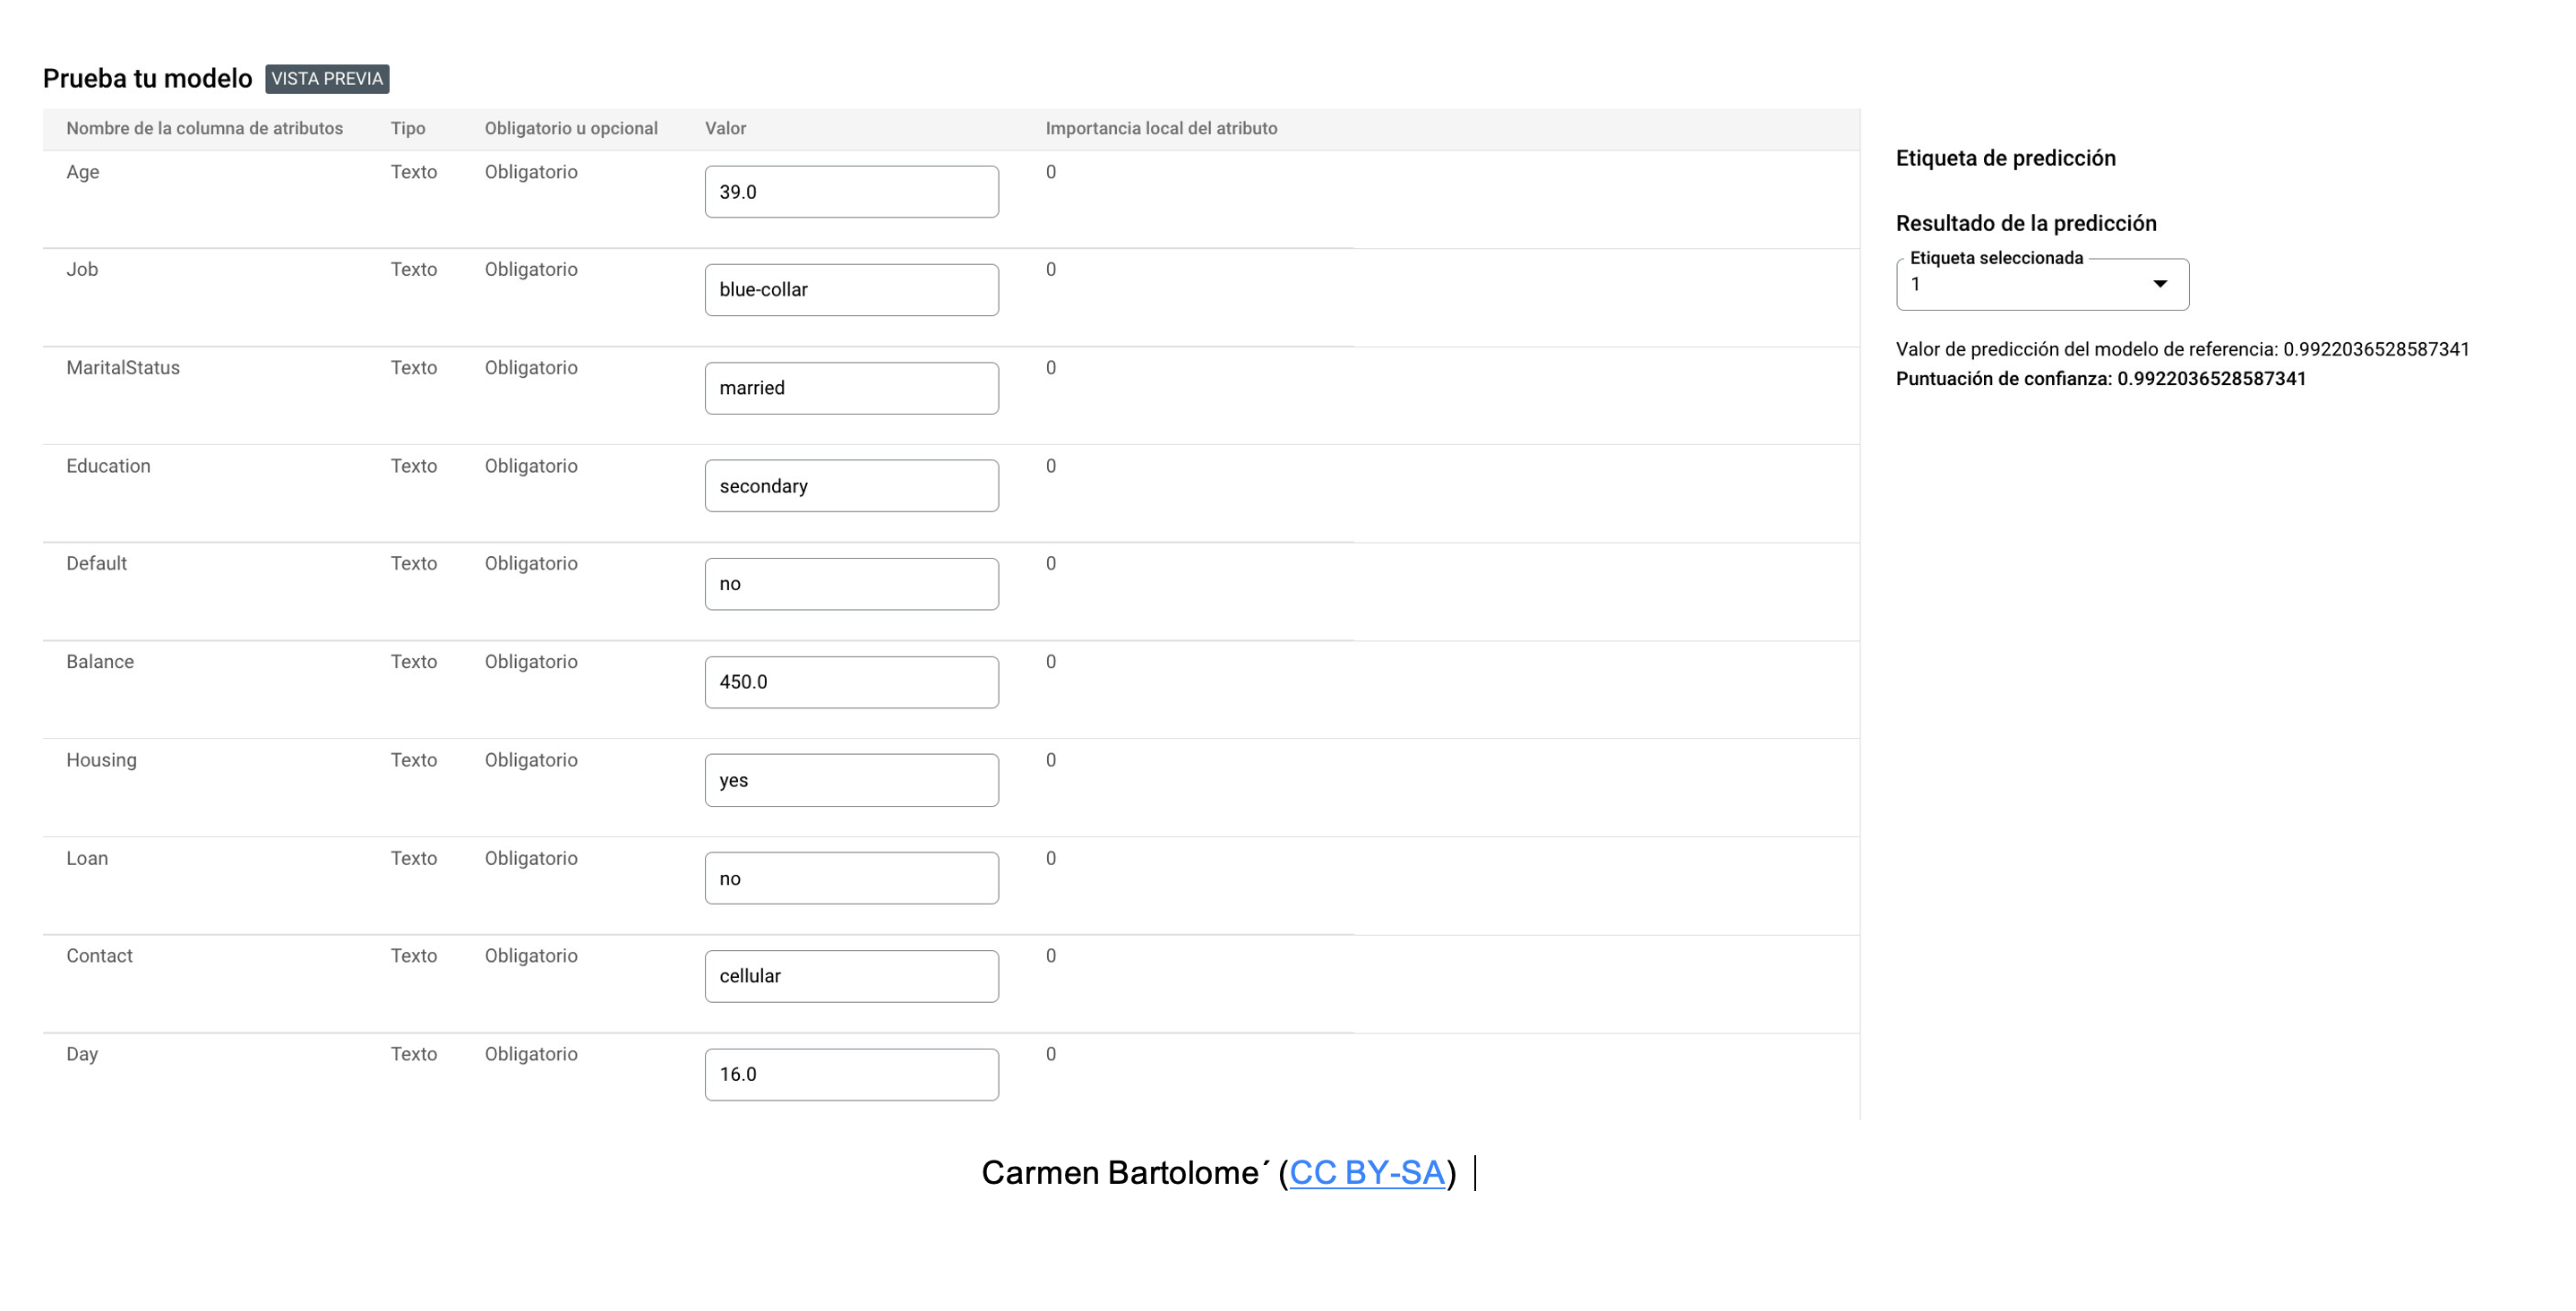 Prueba tu modelo VISTA PREVIA
Nombre de la columna de atributos Tipo Obligatorio u opcional Valor Importancia local del atributo
Age Texto Obligatorio 39.0 0
Job Texto Obligatorio blue-collar 0
MaritalStatus Texto Obligatorio married 0
Education Texto Obligatorio secondary 0
Default Texto Obligatorio no 0
Balance Texto Obligatorio 450.0 0
Housing Texto Obligatorio yes 0
Loan Texto Obligatorio no 0
Contact Texto Obligatorio cellular 0
Day Texto Obligatorio 16.0 0
Etiqueta de predicción
Resultado de la predicción
Etiqueta seleccionada
1
Valor de predicción del modelo de referencia: 0.9922036528587341
Puntuación de confianza: 0.9922036528587341
Carmen Bartolome´ (CC BY-SA)